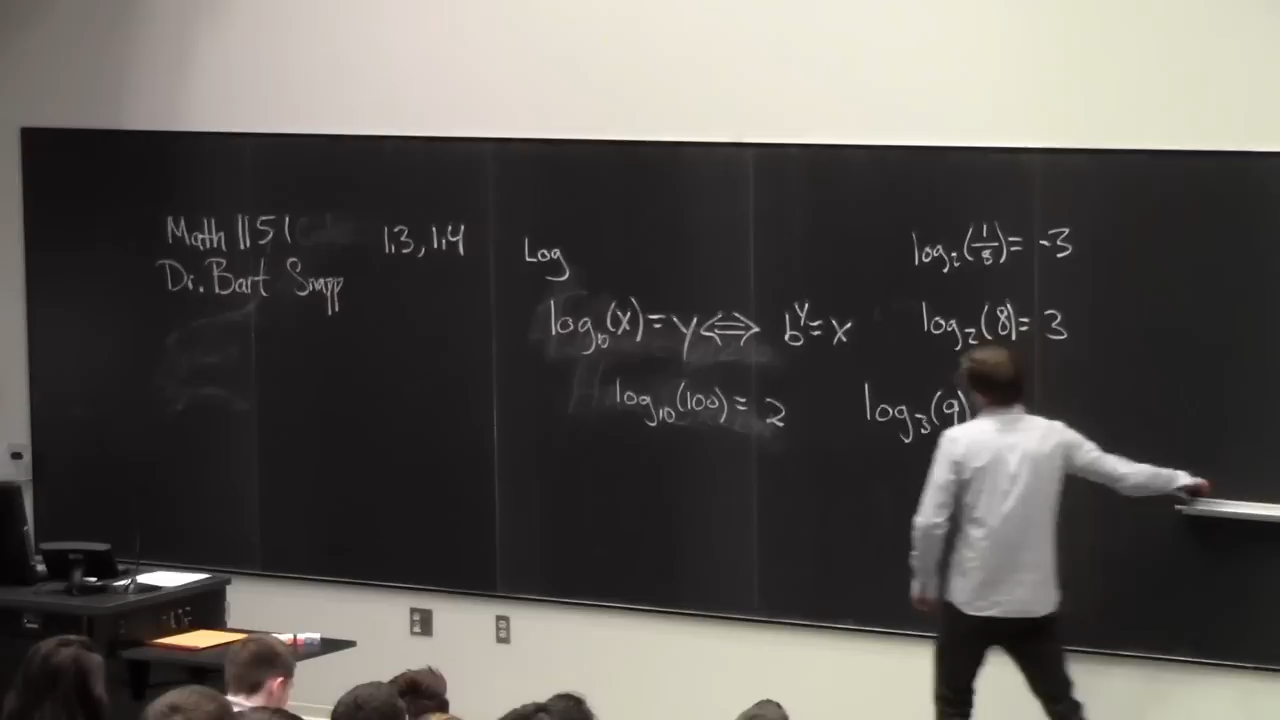 Math 1151
Dr. Bart Snapp
1.3, 1.4
Log
log_b(x) = y ⟺ b^y = x
log_10(100) = 2
log_2(1/8) = -3
log_2(8) = 3
log_3(9)